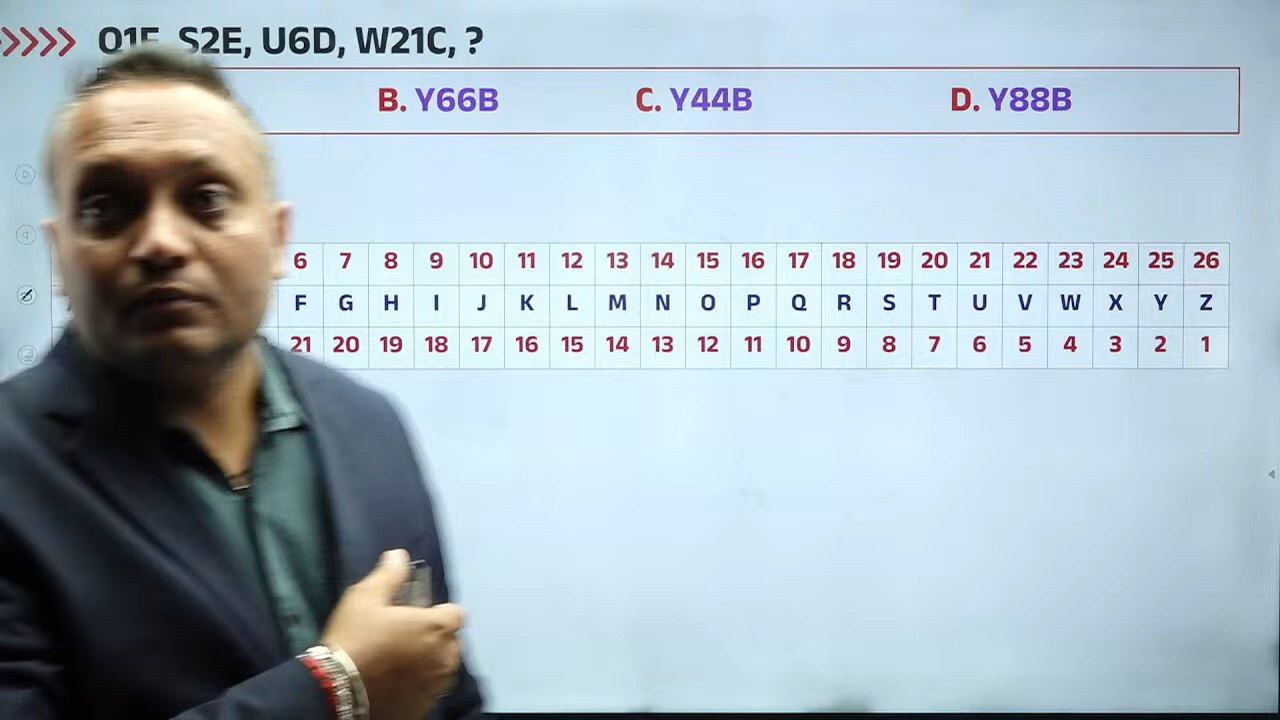 Q1F, S2E, U6D, W21C, ?
B. Y66B C. Y44B D. Y88B
6 7 8 9 10 11 12 13 14 15 16 17 18 19 20 21 22 23 24 25 26
F G H I J K L M N O P Q R S T U V W X Y Z
21 20 19 18 17 16 15 14 13 12 11 10 9 8 7 6 5 4 3 2 1